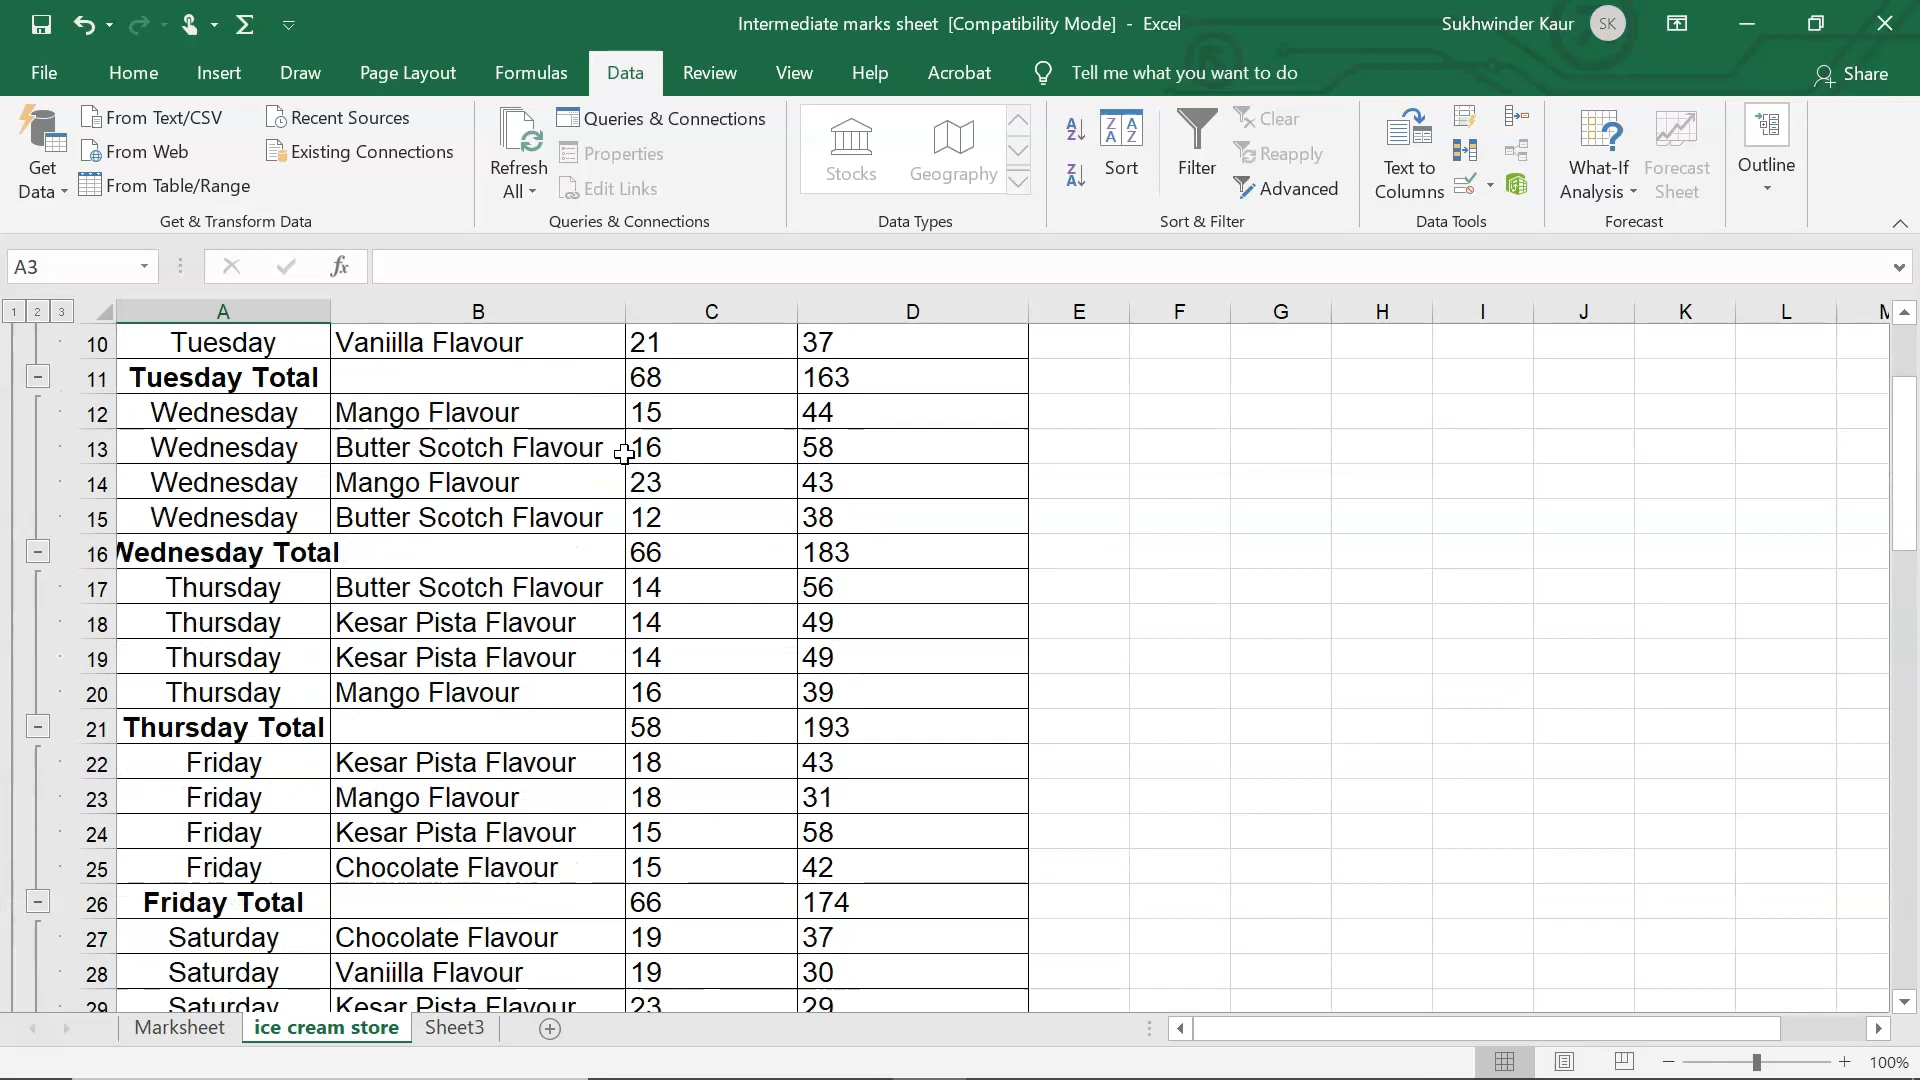 Intermediate marks sheet [Compatibility Mode] - Excel
Sukhwinder Kaur SK
File Home Insert Draw Page Layout Formulas Data Review View Help Acrobat Tell me what you want to do Share
Get Data
From Text/CSV
From Web
From Table/Range
Recent Sources
Existing Connections
Get & Transform Data
Refresh All
Queries & Connections
Properties
Edit Links
Queries & Connections
Stocks
Geography
Data Types
Sort
Filter
Clear
Reapply
Advanced
Sort & Filter
Text to Columns
Data Tools
What-If Analysis
Forecast Sheet
Forecast
Outline
A3 fx
1 2 3
A B C D E F G H I J K L M
10 Tuesday Vaniilla Flavour 21 37
11 Tuesday Total 68 163
12 Wednesday Mango Flavour 15 44
13 Wednesday Butter Scotch Flavour 16 58
14 Wednesday Mango Flavour 23 43
15 Wednesday Butter Scotch Flavour 12 38
16 Wednesday Total 66 183
17 Thursday Butter Scotch Flavour 14 56
18 Thursday Kesar Pista Flavour 14 49
19 Thursday Kesar Pista Flavour 14 49
20 Thursday Mango Flavour 16 39
21 Thursday Total 58 193
22 Friday Kesar Pista Flavour 18 43
23 Friday Mango Flavour 18 31
24 Friday Kesar Pista Flavour 15 58
25 Friday Chocolate Flavour 15 42
26 Friday Total 66 174
27 Saturday Chocolate Flavour 19 37
28 Saturday Vaniilla Flavour 19 30
29 Saturday Kesar Pista Flavour 23 29
Marksheet ice cream store Sheet3
100%